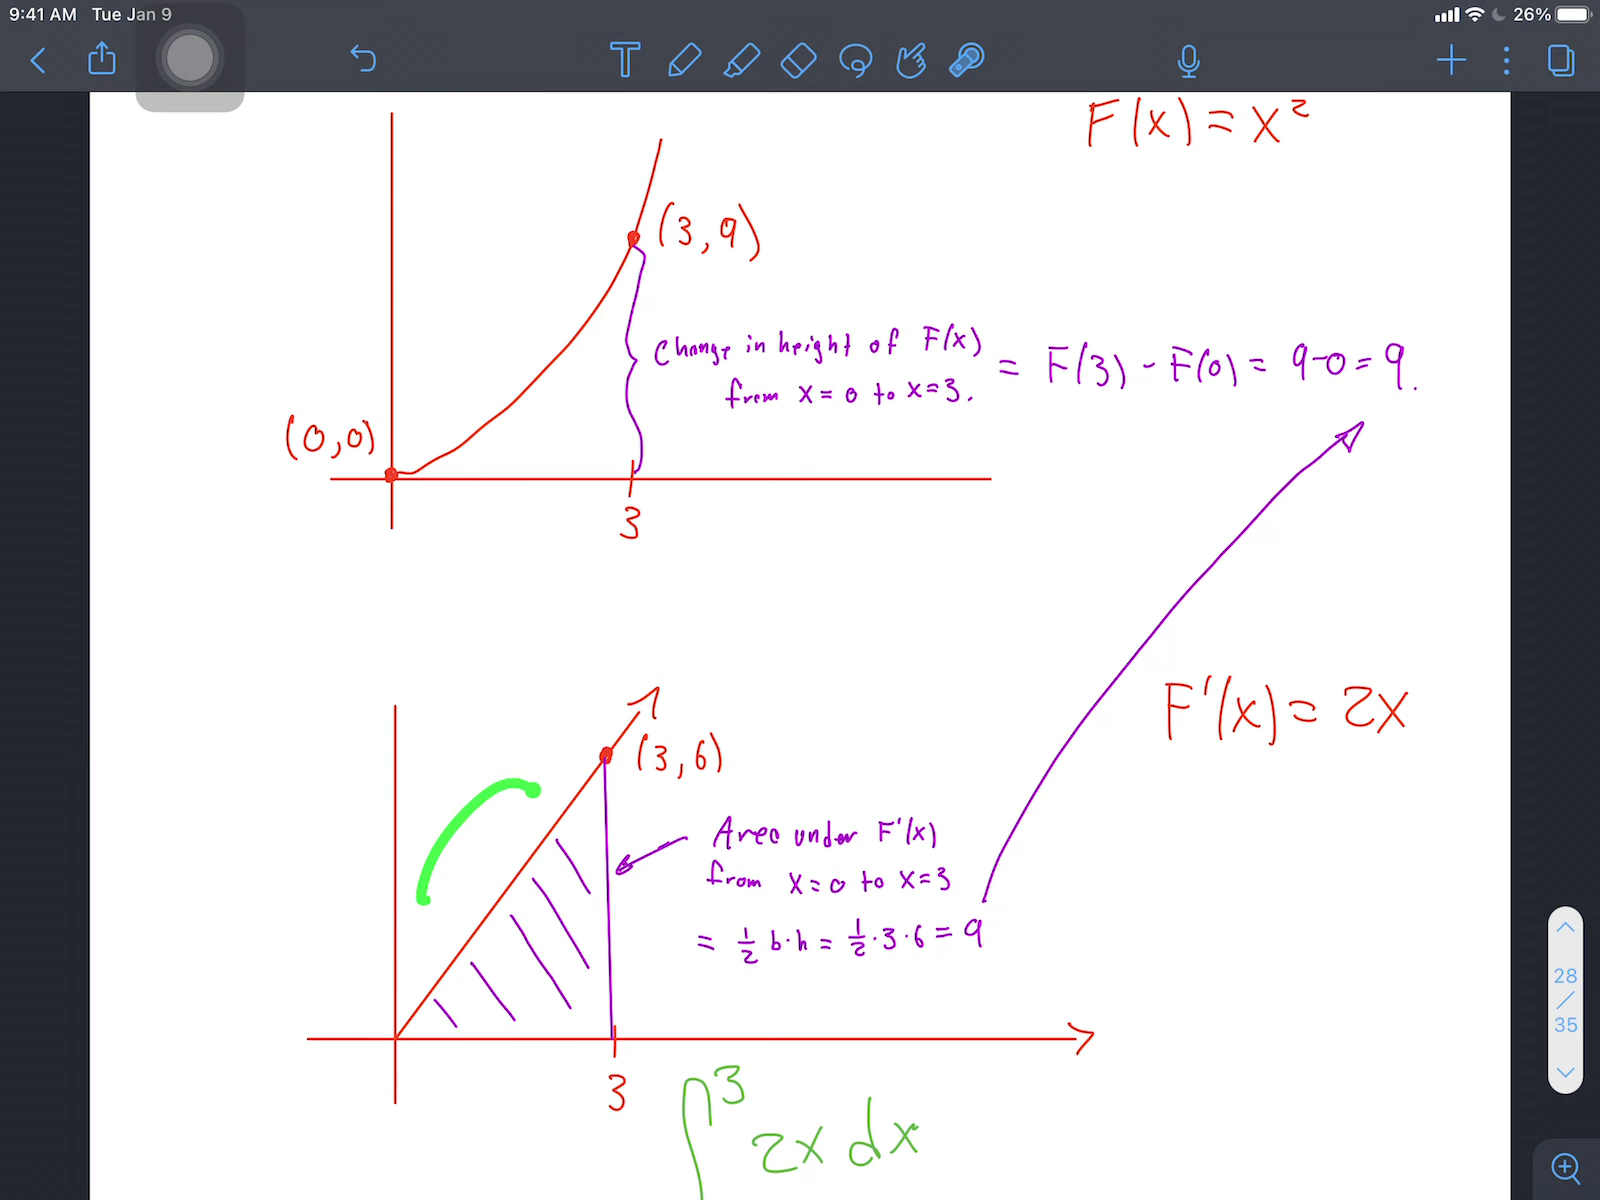 9:41 AM Tue Jan 9
26%
F(x) = x²
(3,9)
Change in height of F(x)
from x = 0 to x = 3.
= F(3) - F(0) = 9-0 = 9.
(0,0)
3
F'(x) = 2x
(3,6)
Area under F'(x)
from x = 0 to x = 3
= 1/2 b·h = 1/2 · 3 · 6 = 9
3
∫³ 2x dx
28
/
35